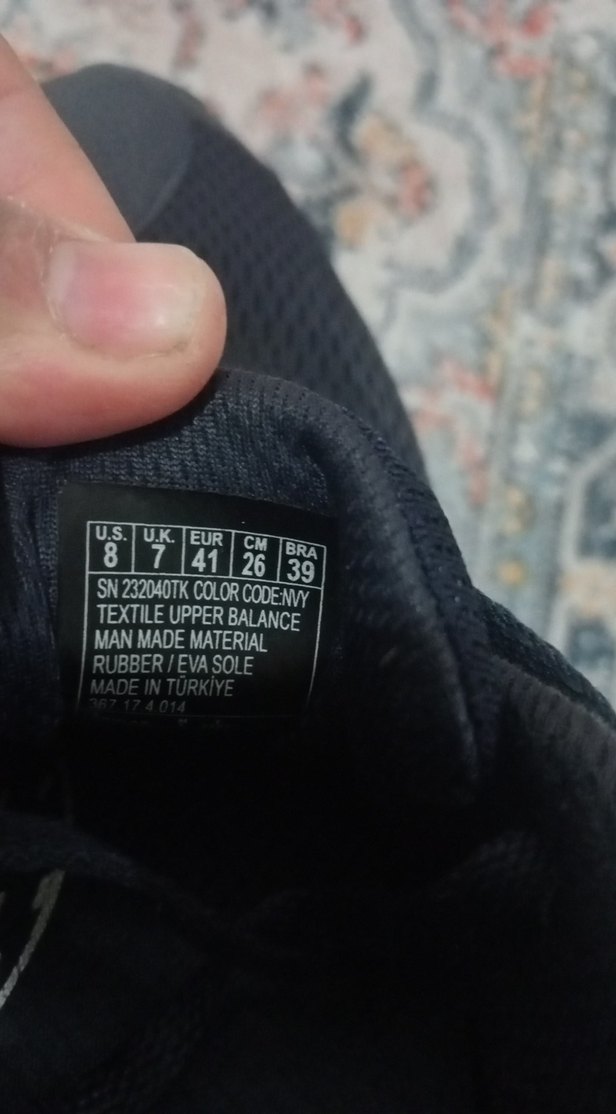 U.S. U.K. EUR CM BRA
8 7 41 26 39
SN 232040TK COLOR CODE:NVY
TEXTILE UPPER BALANCE
MAN MADE MATERIAL
RUBBER / EVA SOLE
MADE IN TÜRKİYE
367 17 4 014